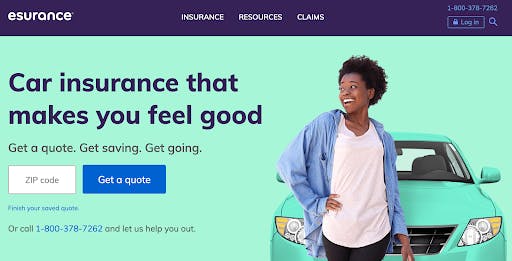 esurance®
INSURANCE RESOURCES CLAIMS
1-800-378-7262
Log in
Car insurance that
makes you feel good
Get a quote. Get saving. Get going.
ZIP code
Get a quote
Finish your saved quote.
Or call 1-800-378-7262 and let us help you out.